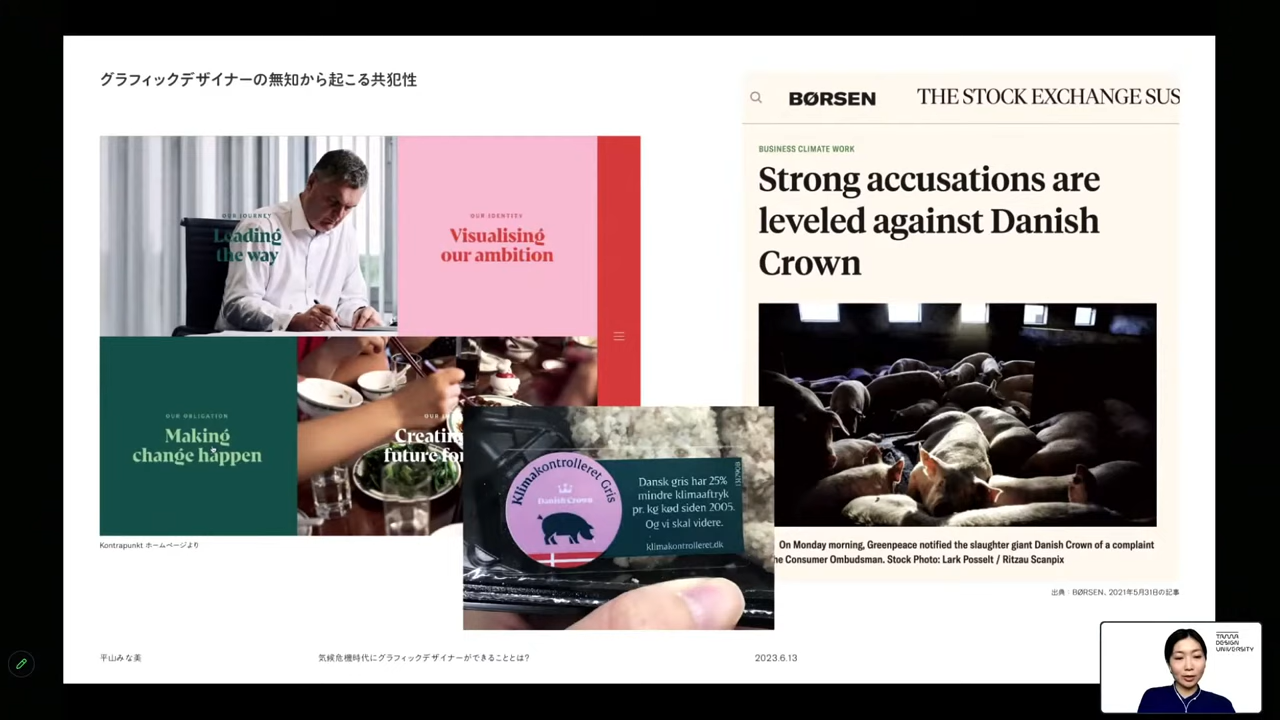 グラフィックデザイナーの無知から起こる共犯性
BØRSEN
THE STOCK EXCHANGE SUS
BUSINESS CLIMATE WORK
Strong accusations are
leveled against Danish
Crown
OUR JOURNEY
Leading
the way
OUR IDENTITY
Visualising
our ambition
OUR OBLIGATION
Making
change happen
OUR
Creatin
future for
Klimakontrolleret Gris
Danish Crown
Dansk gris har 25%
mindre klimaaftryk
pr. kg kød siden 2005.
Og vi skal videre.
klimakontrolleret.dk
Kontrapunkt ホームページより
On Monday morning, Greenpeace notified the slaughter giant Danish Crown of a complaint
he Consumer Ombudsman. Stock Photo: Lark Posselt / Ritzau Scanpix
出典：BØRSEN, 2021年5月31日の記事
平山みな美
気候危機時代にグラフィックデザイナーができることとは？
2023.6.13
TAMA
DESIGN
UNIVERSITY